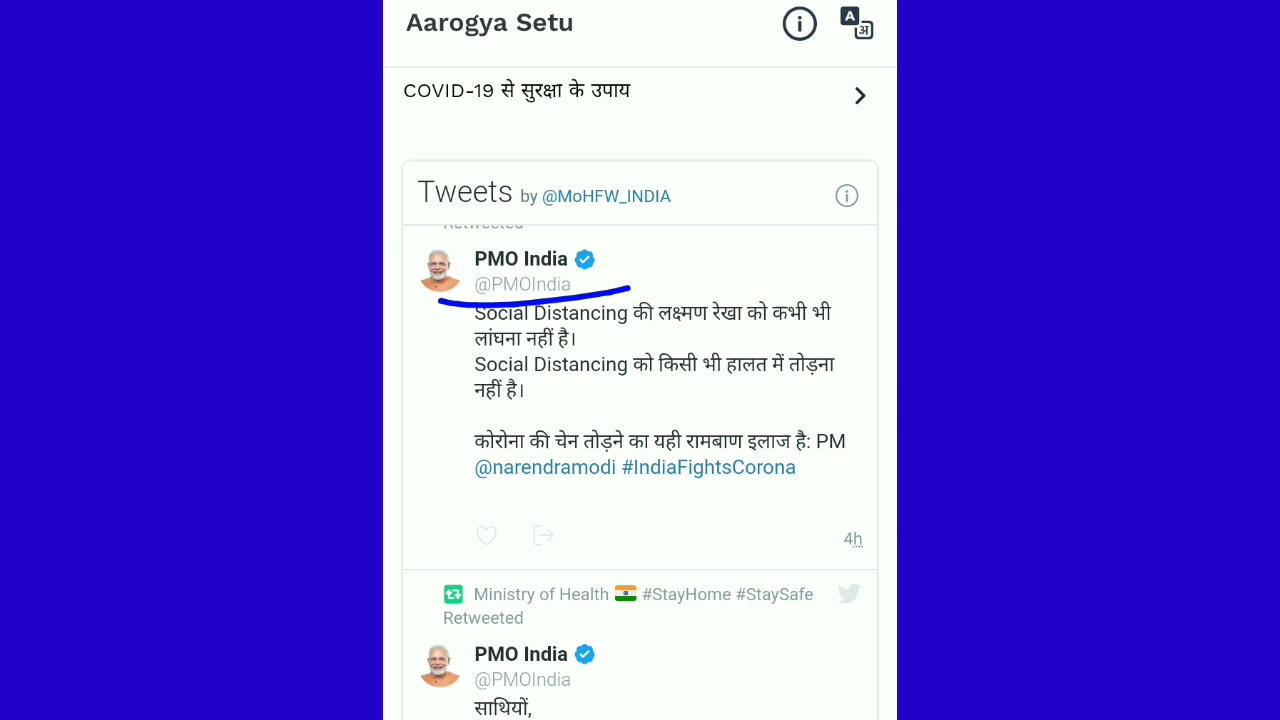 Aarogya Setu
COVID-19 से सुरक्षा के उपाय
Tweets by @MoHFW_INDIA
Retweeted
PMO India
@PMOIndia
Social Distancing की लक्ष्मण रेखा को कभी भी
लांघना नहीं है।
Social Distancing को किसी भी हालत में तोड़ना
नहीं है।
कोरोना की चेन तोड़ने का यही रामबाण इलाज है: PM
@narendramodi #IndiaFightsCorona
4h
Ministry of Health #StayHome #StaySafe
Retweeted
PMO India
@PMOIndia
साथियों,